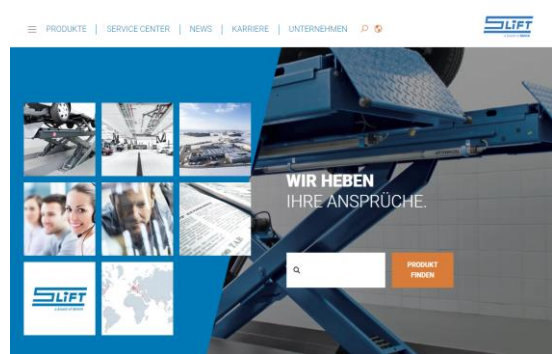 PRODUKTE | SERVICE CENTER | NEWS | KARRIERE | UNTERNEHMEN
SLIFT
WIR HEBEN
IHRE ANSPRÜCHE.
PRODUKT
FINDEN
SLIFT